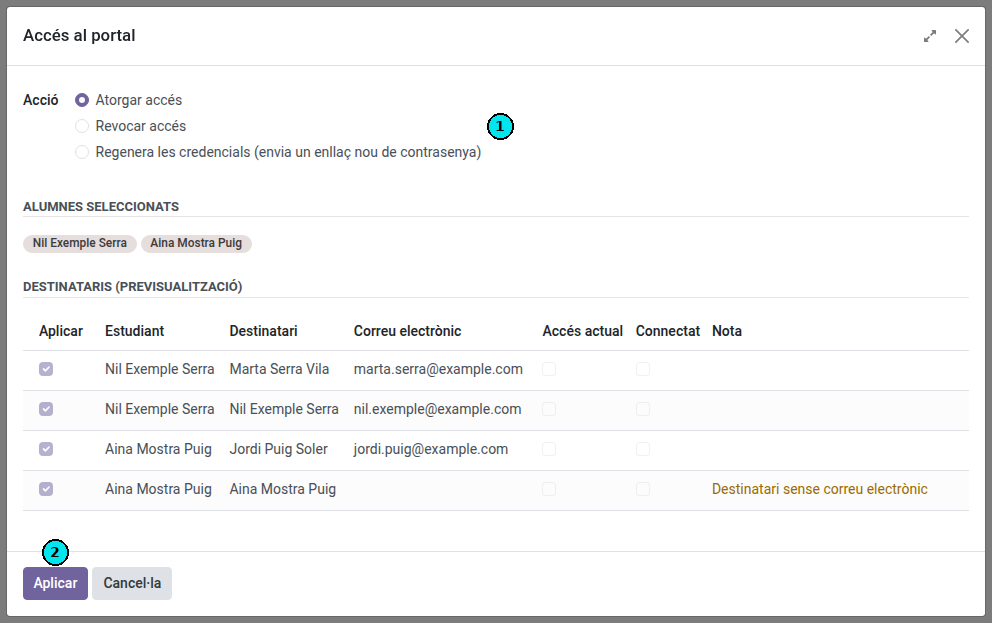 Accés al portal
Acció Atorgar accés
Revocar accés
1
Regenera les credencials (envia un enllaç nou de contrasenya)
ALUMNES SELECCIONATS
Nil Exemple Serra Aina Mostra Puig
DESTINATARIS (PREVISUALITZACIÓ)
Aplicar Estudiant Destinatari Correu electrònic Accés actual Connectat Nota
Nil Exemple Serra Marta Serra Vila marta.serra@example.com
Nil Exemple Serra Nil Exemple Serra nil.exemple@example.com
Aina Mostra Puig Jordi Puig Soler jordi.puig@example.com
Aina Mostra Puig Aina Mostra Puig Destinatari sense correu electrònic
2
Aplicar Cancel·la